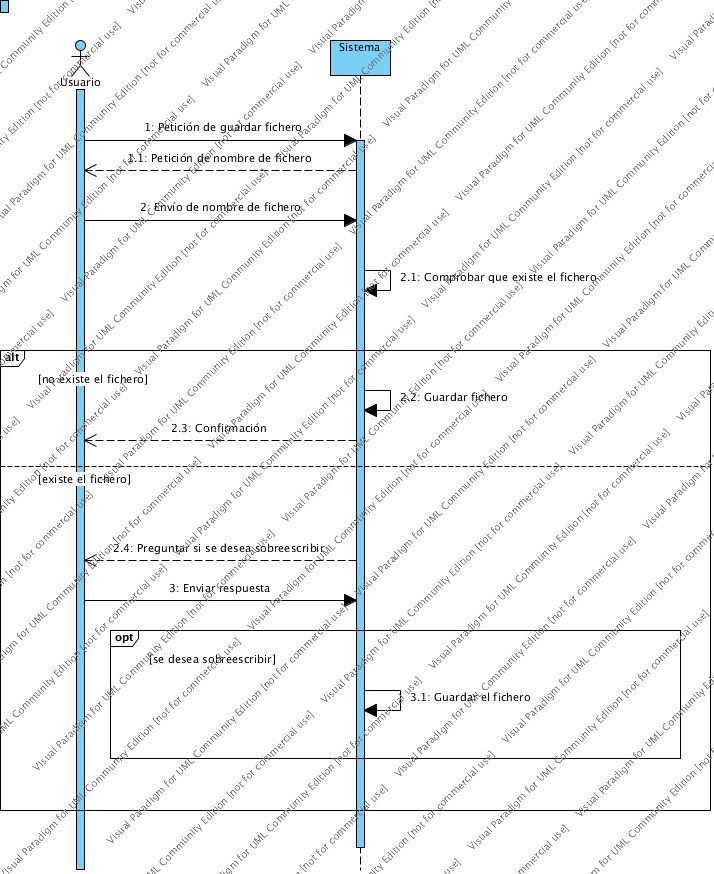 Usuario
Sistema
1: Petición de guardar fichero
1.1: Petición de nombre de fichero
2: Envío de nombre de fichero
2.1: Comprobar que existe el fichero
alt
[no existe el fichero]
2.2: Guardar fichero
2.3: Confirmación
[existe el fichero]
2.4: Preguntar si se desea sobreescribir
3: Enviar respuesta
opt
[se desea sobreescribir]
3.1: Guardar el fichero
Visual Paradigm for UML Community Edition [not for commercial use]